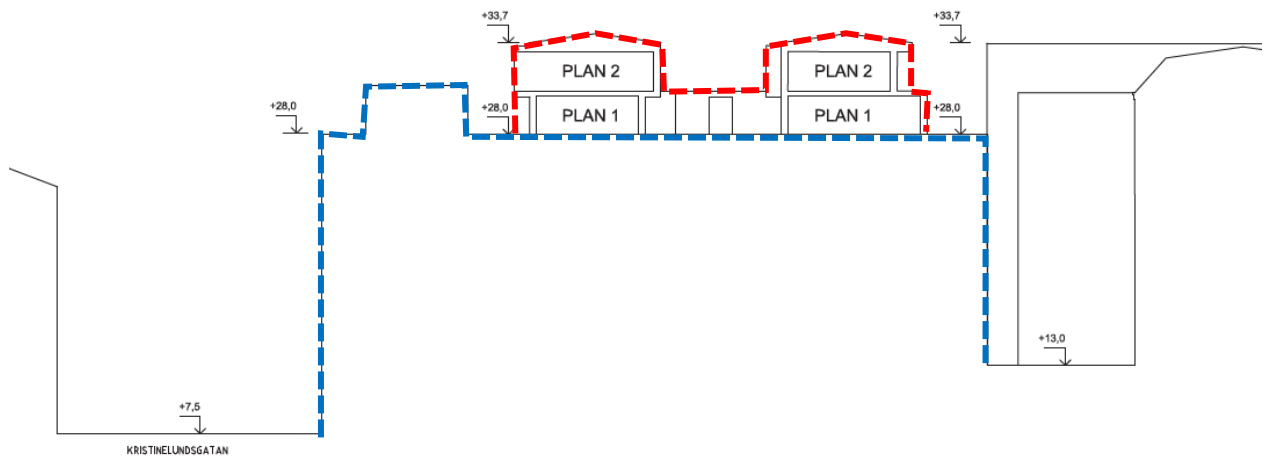 +33,7
+33,7
PLAN 2
PLAN 2
+28,0
+28,0
PLAN 1
PLAN 1
+28,0
+13,0
+7,5
KRISTINELUNDSGATAN